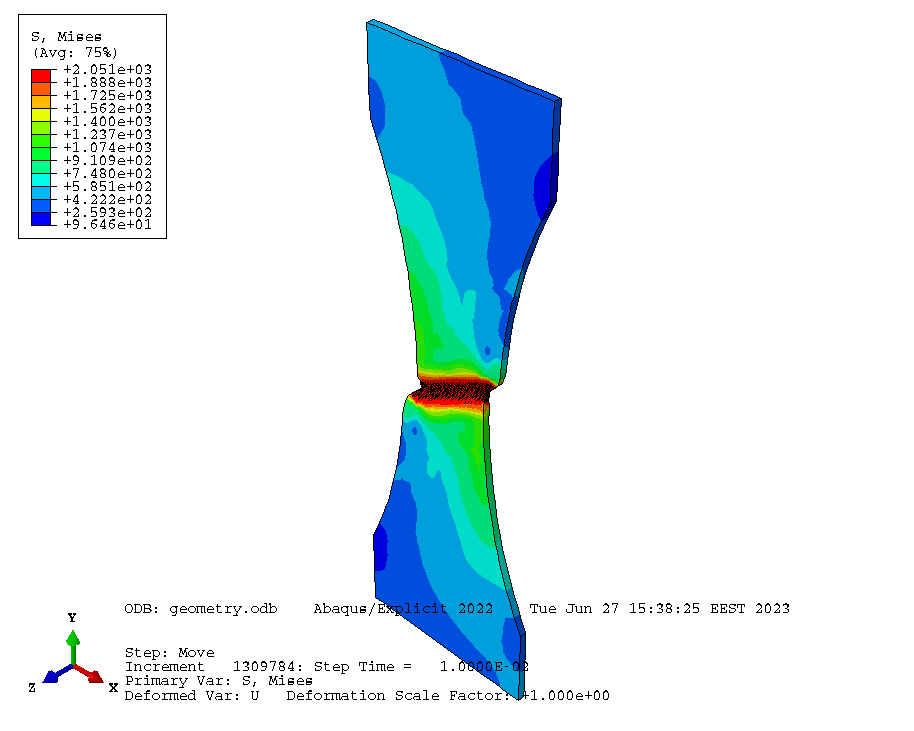 S, Mises
(Avg: 75%)
+2.051e+03
+1.888e+03
+1.725e+03
+1.562e+03
+1.400e+03
+1.237e+03
+1.074e+03
+9.109e+02
+7.480e+02
+5.851e+02
+4.222e+02
+2.593e+02
+9.646e+01
ODB: geometry.odb    Abaqus/Explicit 2022    Tue Jun 27 15:38:25 EEST 2023
Y
Z
X
Step: Move
Increment   1309784: Step Time =   1.0000E-02
Primary Var: S, Mises
Deformed Var: U   Deformation Scale Factor: +1.000e+00